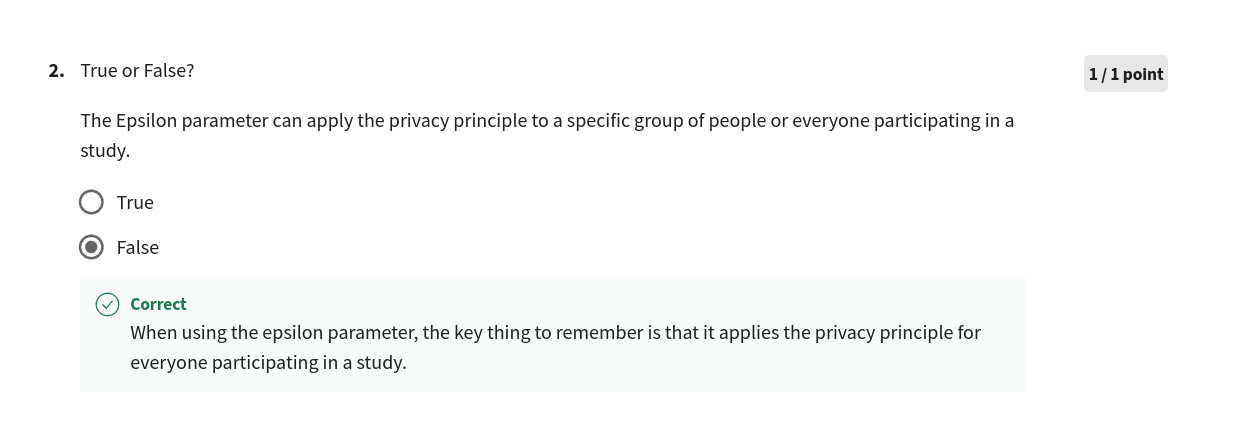 2. True or False?
1 / 1 point
The Epsilon parameter can apply the privacy principle to a specific group of people or everyone participating in a
study.
True
False
Correct
When using the epsilon parameter, the key thing to remember is that it applies the privacy principle for
everyone participating in a study.